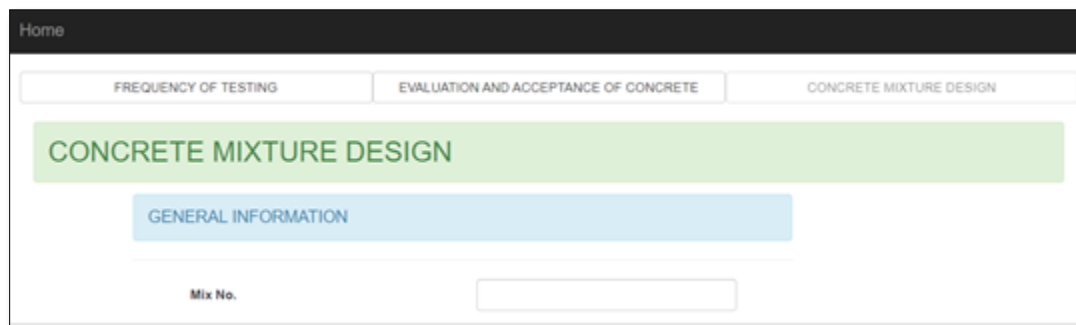 Home
FREQUENCY OF TESTING EVALUATION AND ACCEPTANCE OF CONCRETE CONCRETE MIXTURE DESIGN
CONCRETE MIXTURE DESIGN
GENERAL INFORMATION
Mix No.